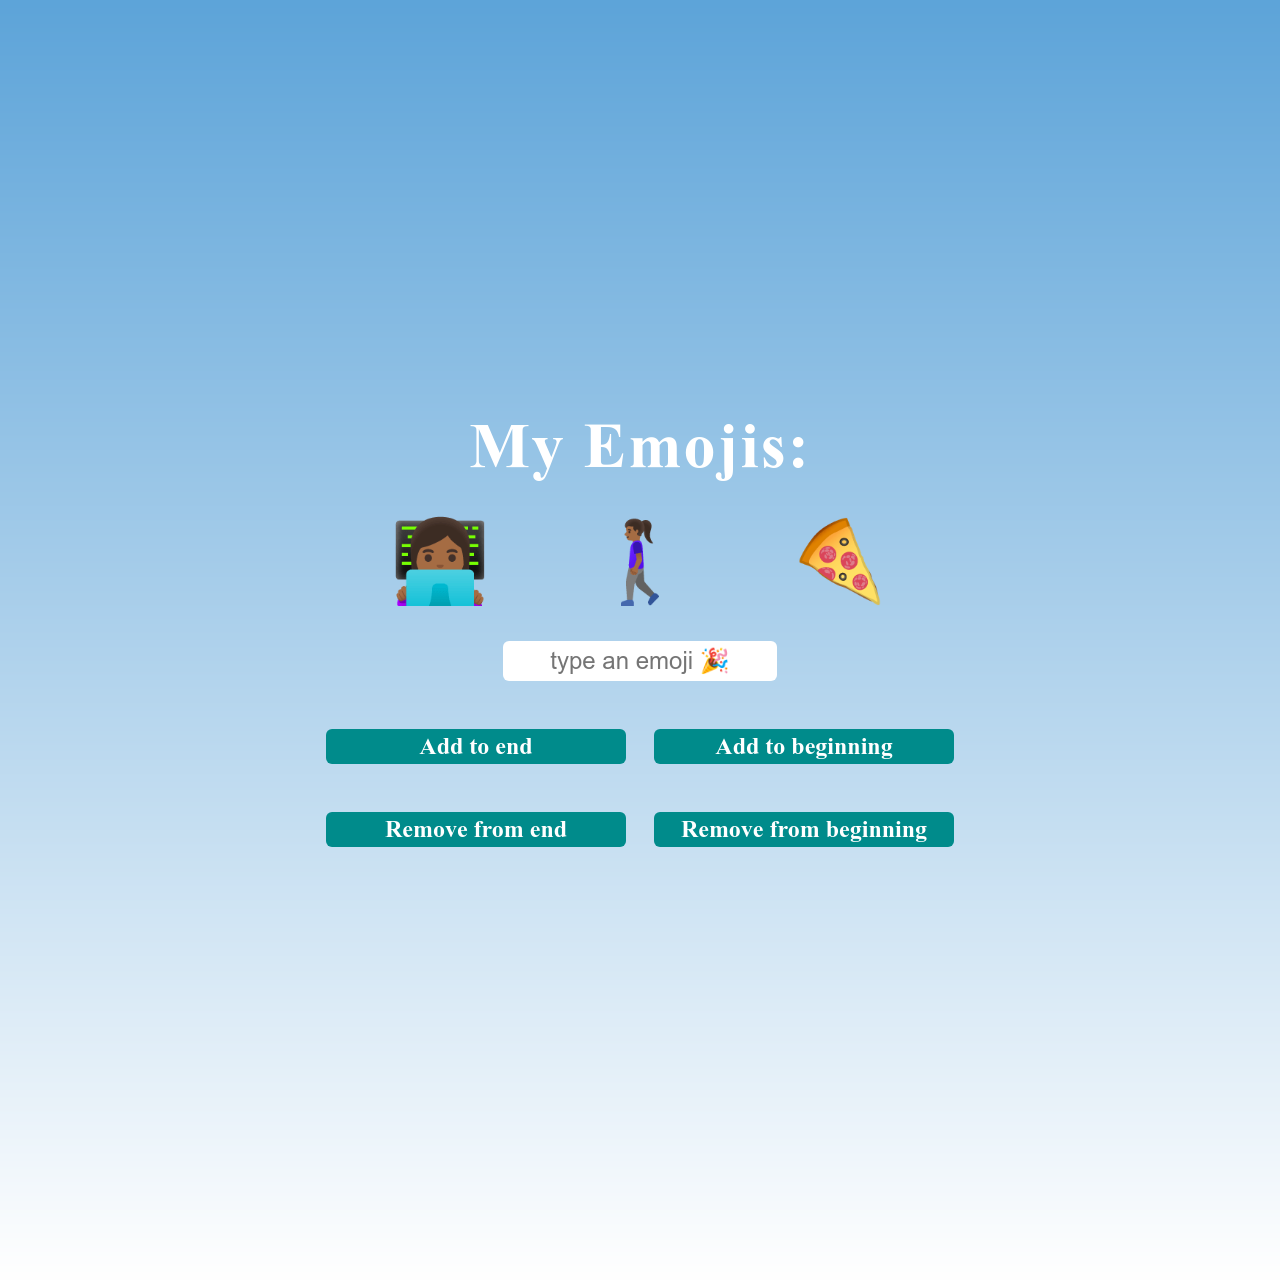 My Emojis:
👩🏾‍💻 🚶🏾‍♀️ 🍕
type an emoji 🎉
Add to end
Add to beginning
Remove from end
Remove from beginning